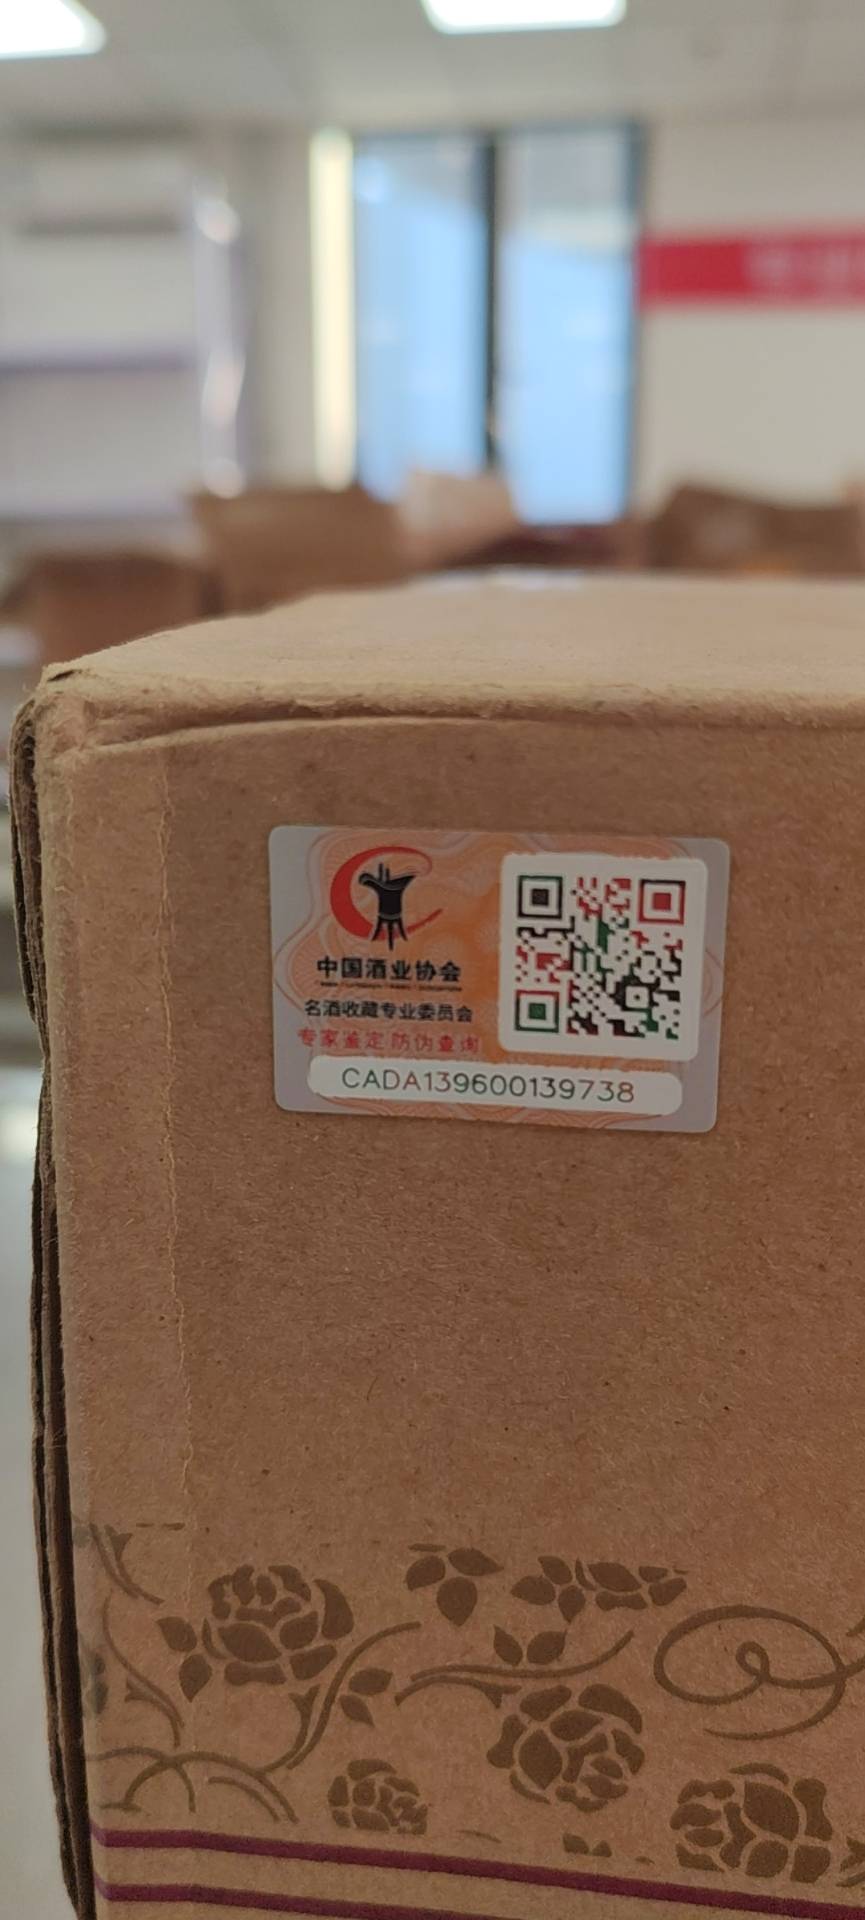 中国酒业协会
名酒收藏专业委员会
专家鉴定 防伪查询
CADA139600139738